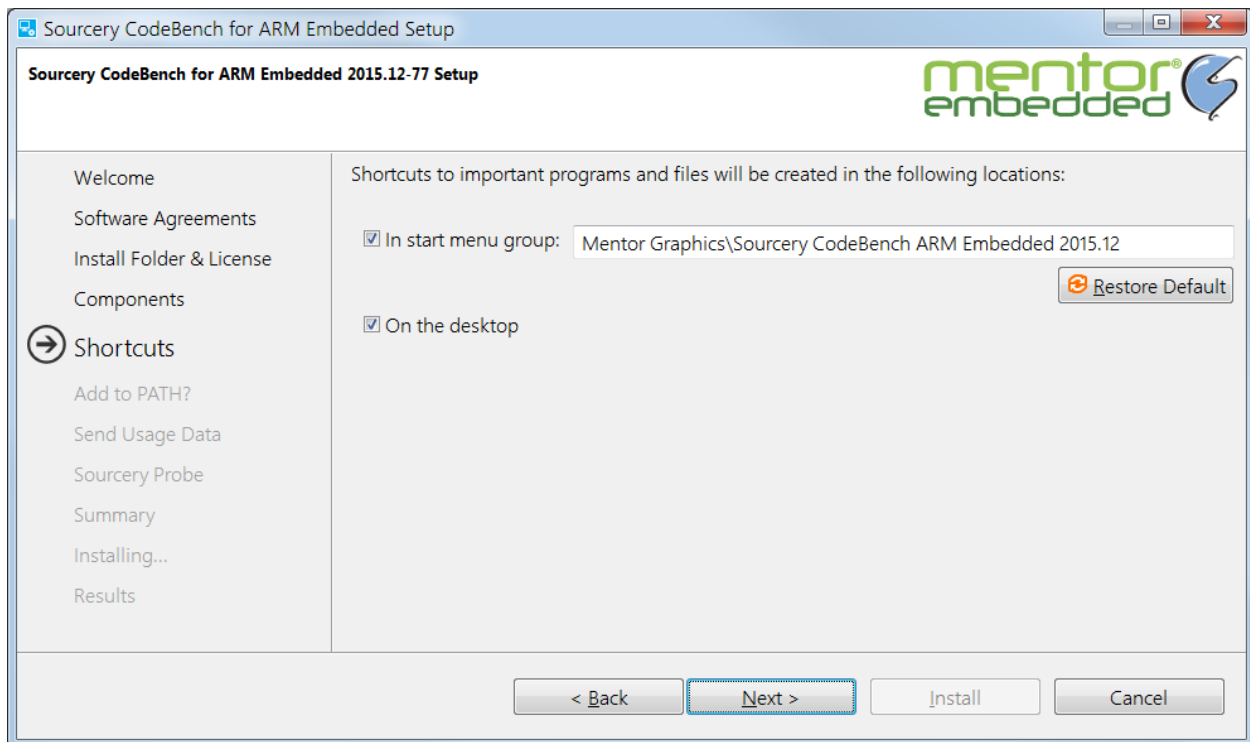 Sourcery CodeBench for ARM Embedded Setup
Sourcery CodeBench for ARM Embedded 2015.12-77 Setup
mentor®
embedded
Welcome
Software Agreements
Install Folder & License
Components
Shortcuts
Add to PATH?
Send Usage Data
Sourcery Probe
Summary
Installing...
Results
Shortcuts to important programs and files will be created in the following locations:
In start menu group: Mentor Graphics\Sourcery CodeBench ARM Embedded 2015.12
Restore Default
On the desktop
< Back Next > Install Cancel